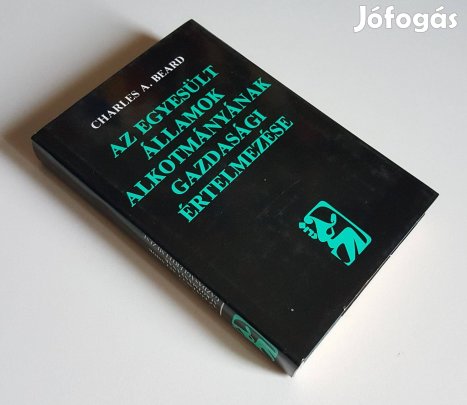 Jófogás
CHARLES A. BEARD
AZ EGYESÜLT
ÁLLAMOK
ALKOTMÁNYÁNAK
GAZDASÁGI
ÉRTELMEZÉSE